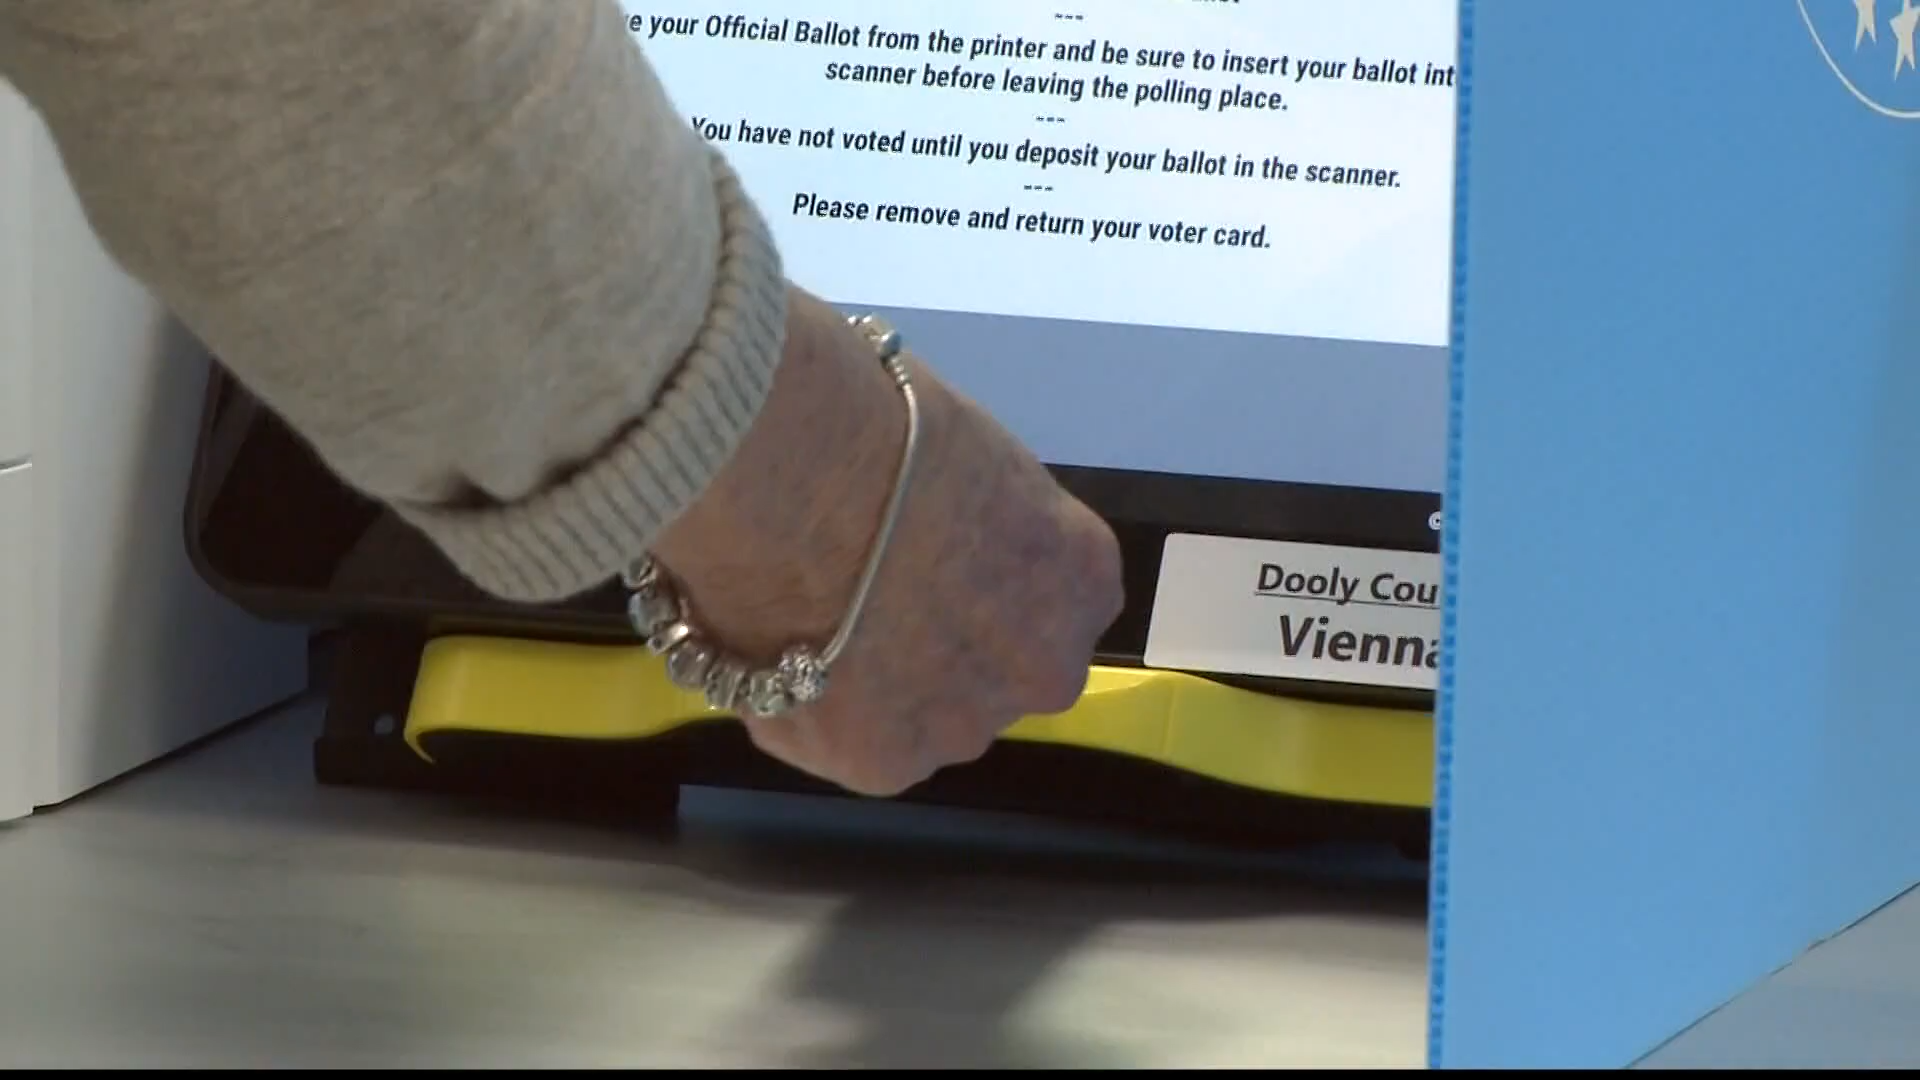 ---
your Official Ballot from the printer and be sure to insert your ballot int
scanner before leaving the polling place.
---
You have not voted until you deposit your ballot in the scanner.
---
Please remove and return your voter card.
Dooly Cou
Vienna